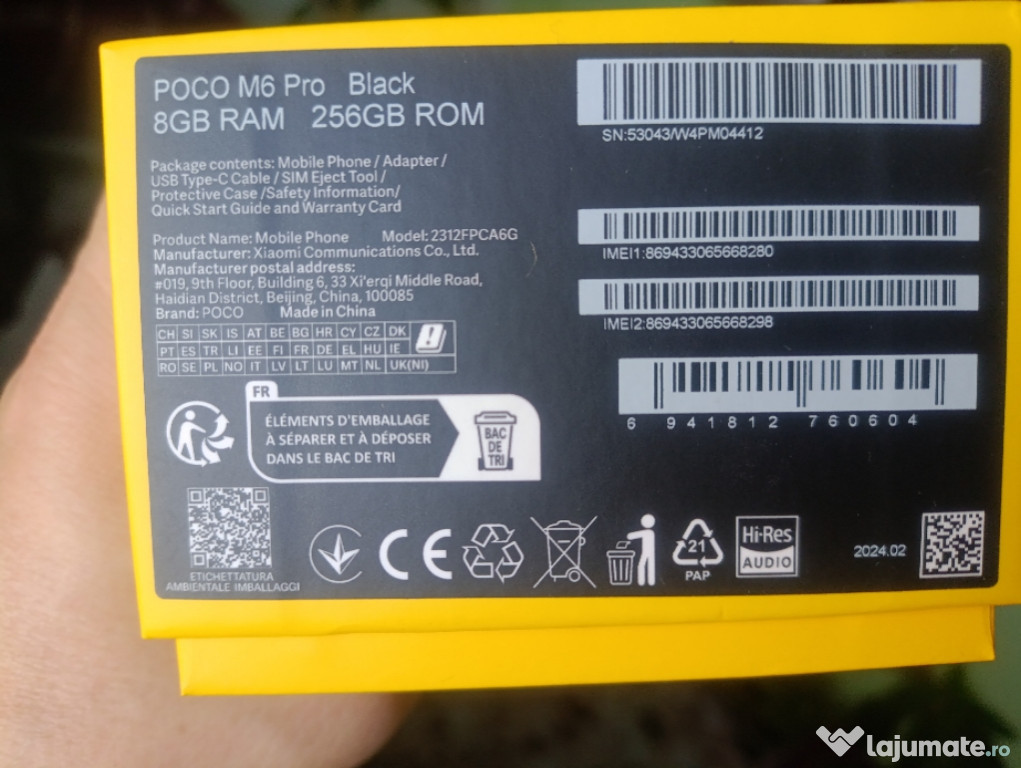 POCO M6 Pro Black
8GB RAM 256GB ROM
Package contents: Mobile Phone / Adapter /
USB Type-C Cable / SIM Eject Tool /
Protective Case /Safety Information/
Quick Start Guide and Warranty Card
Product Name: Mobile Phone Model: 2312FPCA6G
Manufacturer: Xiaomi Communications Co., Ltd.
Manufacturer postal address:
#019, 9th Floor, Building 6, 33 Xi'erqi Middle Road,
Haidian District, Beijing, China, 100085
Brand: POCO Made in China
CH SI SK IS AT BE BG HR CY CZ DK
PT ES TR LI EE FI FR DE EL HU IE
RO SE PL NO IT LV LT LU MT NL UK(NI)
FR
ÉLÉMENTS D'EMBALLAGE
À SÉPARER ET À DÉPOSER
DANS LE BAC DE TRI
BAC
DE
TRI
ETICHETTATURA
AMBIENTALE IMBALLAGGI
SN:53043/W4PM04412
IMEI1:869433065668280
IMEI2:869433065668298
6 941812 760604
CE
21
PAP
Hi-Res
AUDIO
2024.02
lajumate.ro